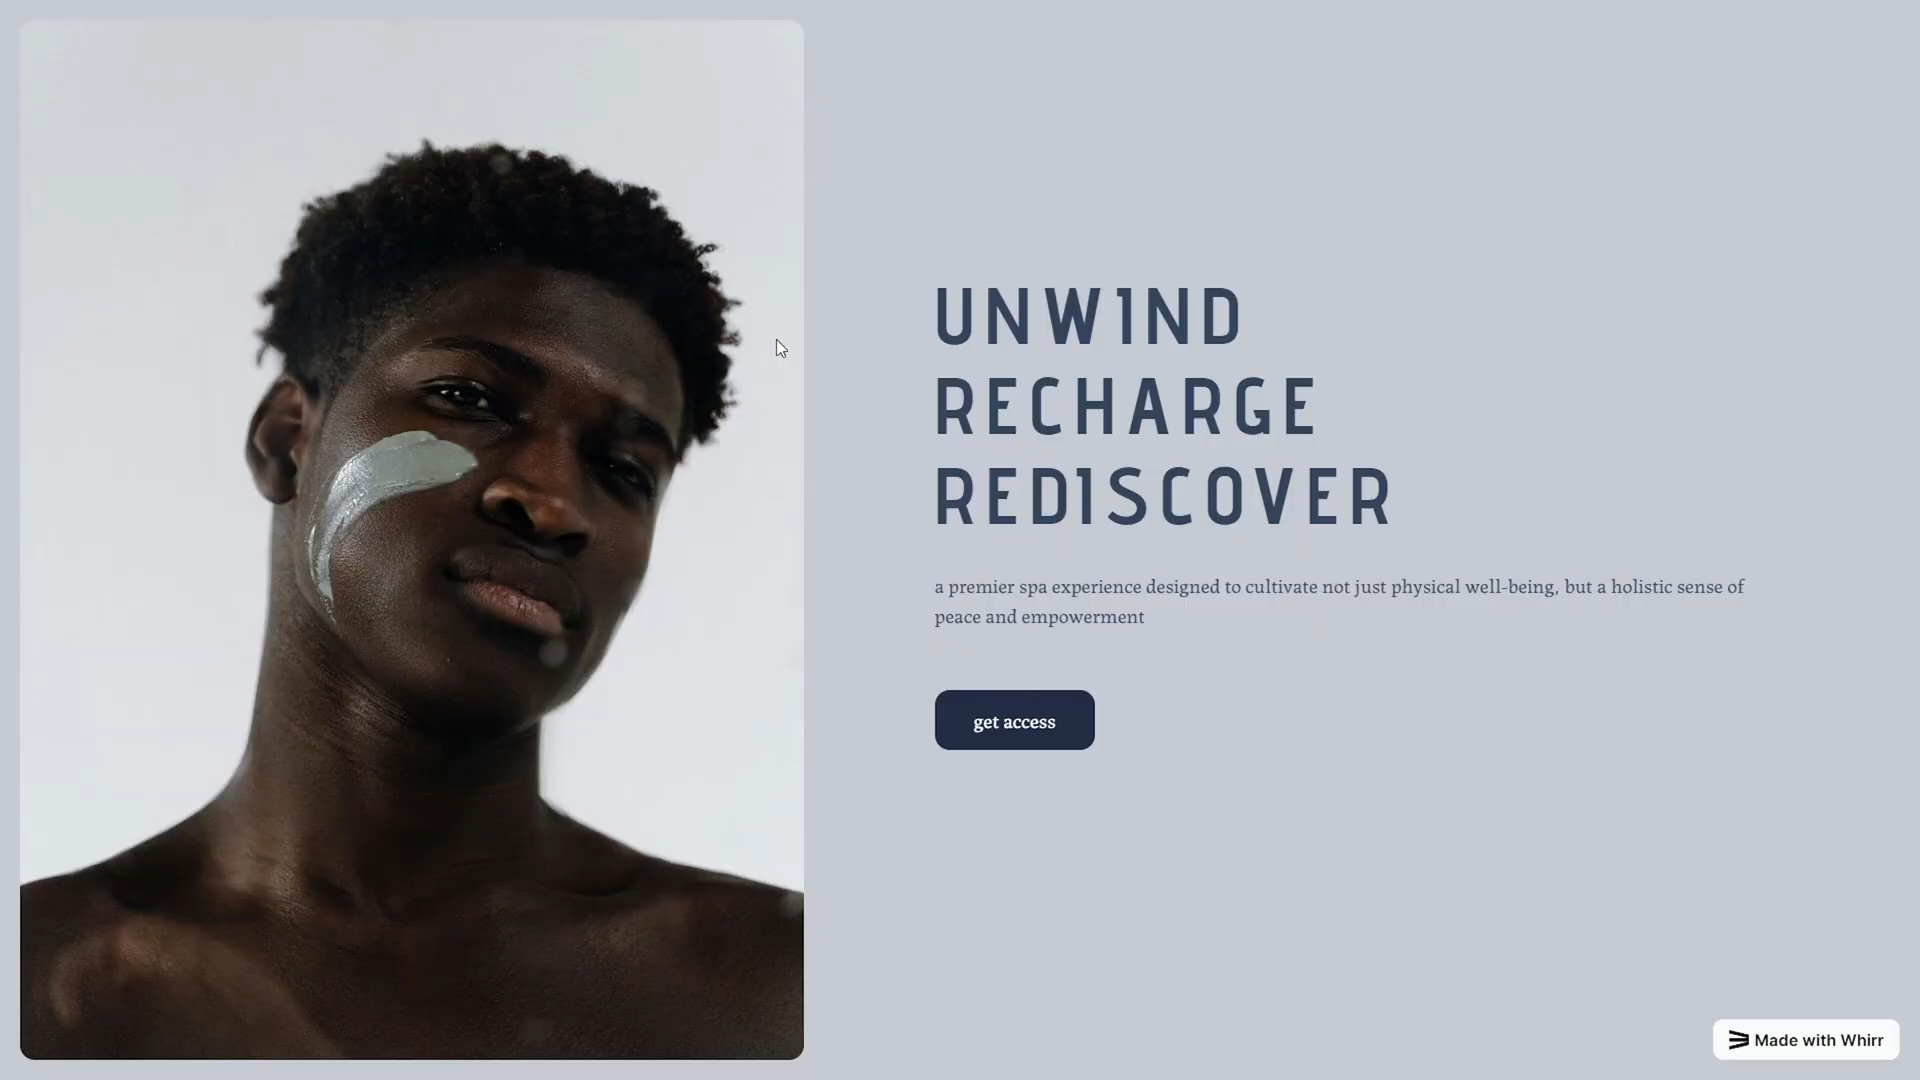 UNWIND
RECHARGE
REDISCOVER
a premier spa experience designed to cultivate not just physical well-being, but a holistic sense of
peace and empowerment
get access
Made with Whirr